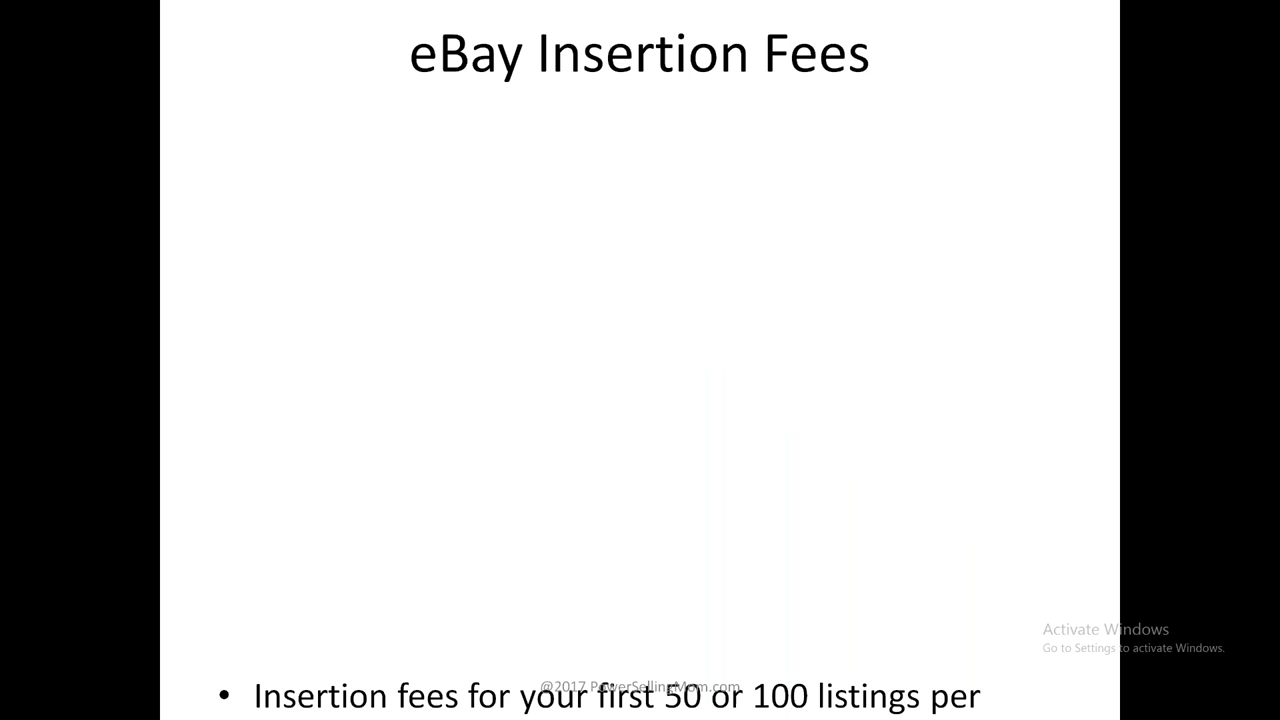 eBay Insertion Fees
Activate Windows
Go to Settings to activate Windows.
@2017 PowerSellingMom.com
• Insertion fees for your first 50 or 100 listings per